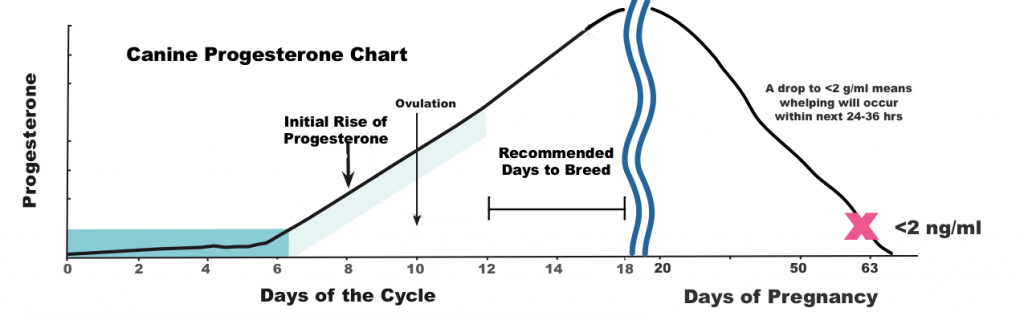 Canine Progesterone Chart
Progesterone
Initial Rise of
Progesterone
Ovulation
Recommended
Days to Breed
A drop to <2 g/ml means
whelping will occur
within next 24-36 hrs
<2 ng/ml
0 2 4 6 8 10 12 14 18 20 50 63
Days of the Cycle
Days of Pregnancy